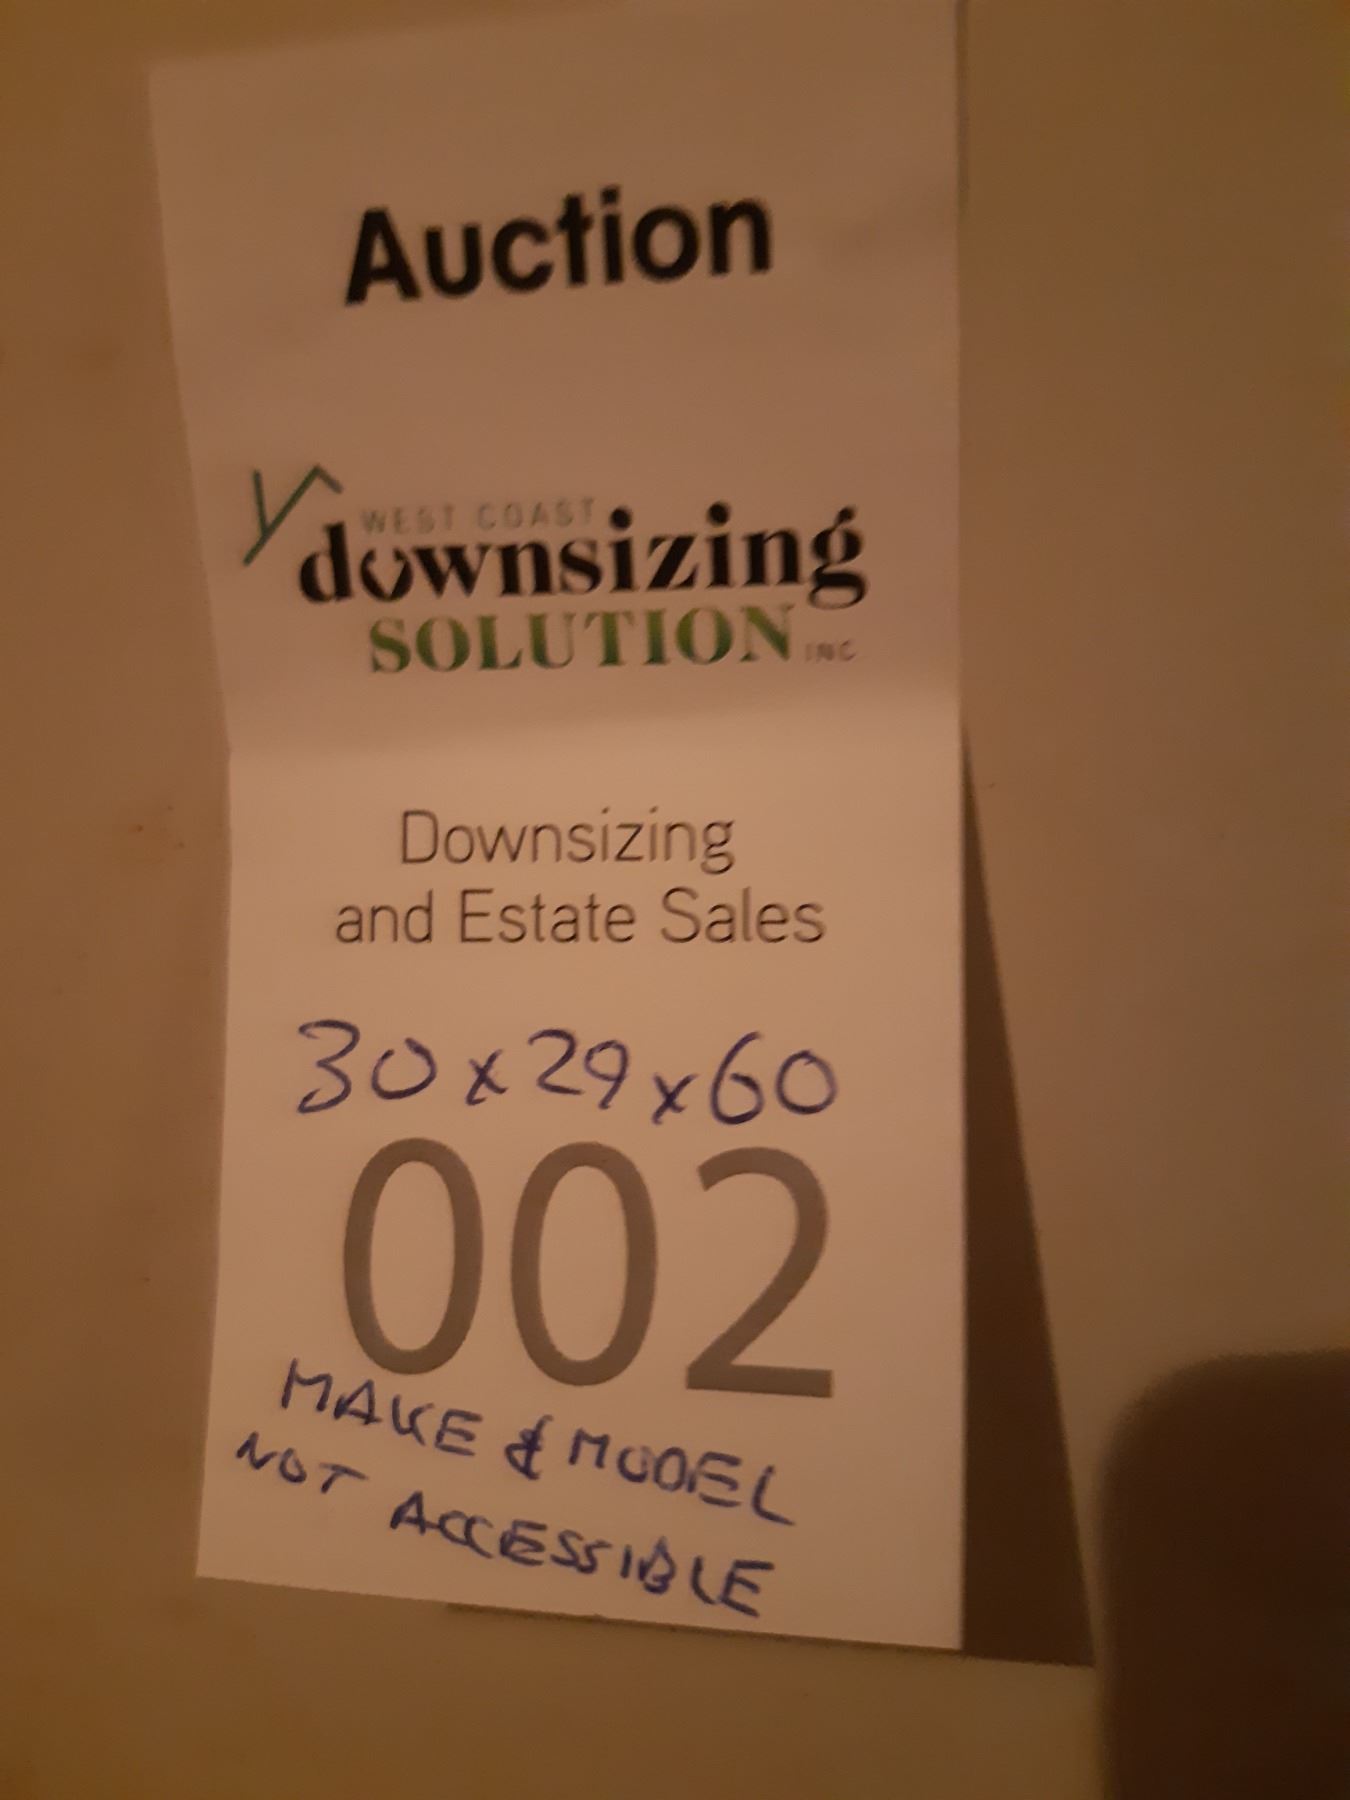 Auction
WEST COAST
downsizing
SOLUTION INC
Downsizing
and Estate Sales
30x29x60
002
MAKE & MODEL
NOT ACCESSIBLE